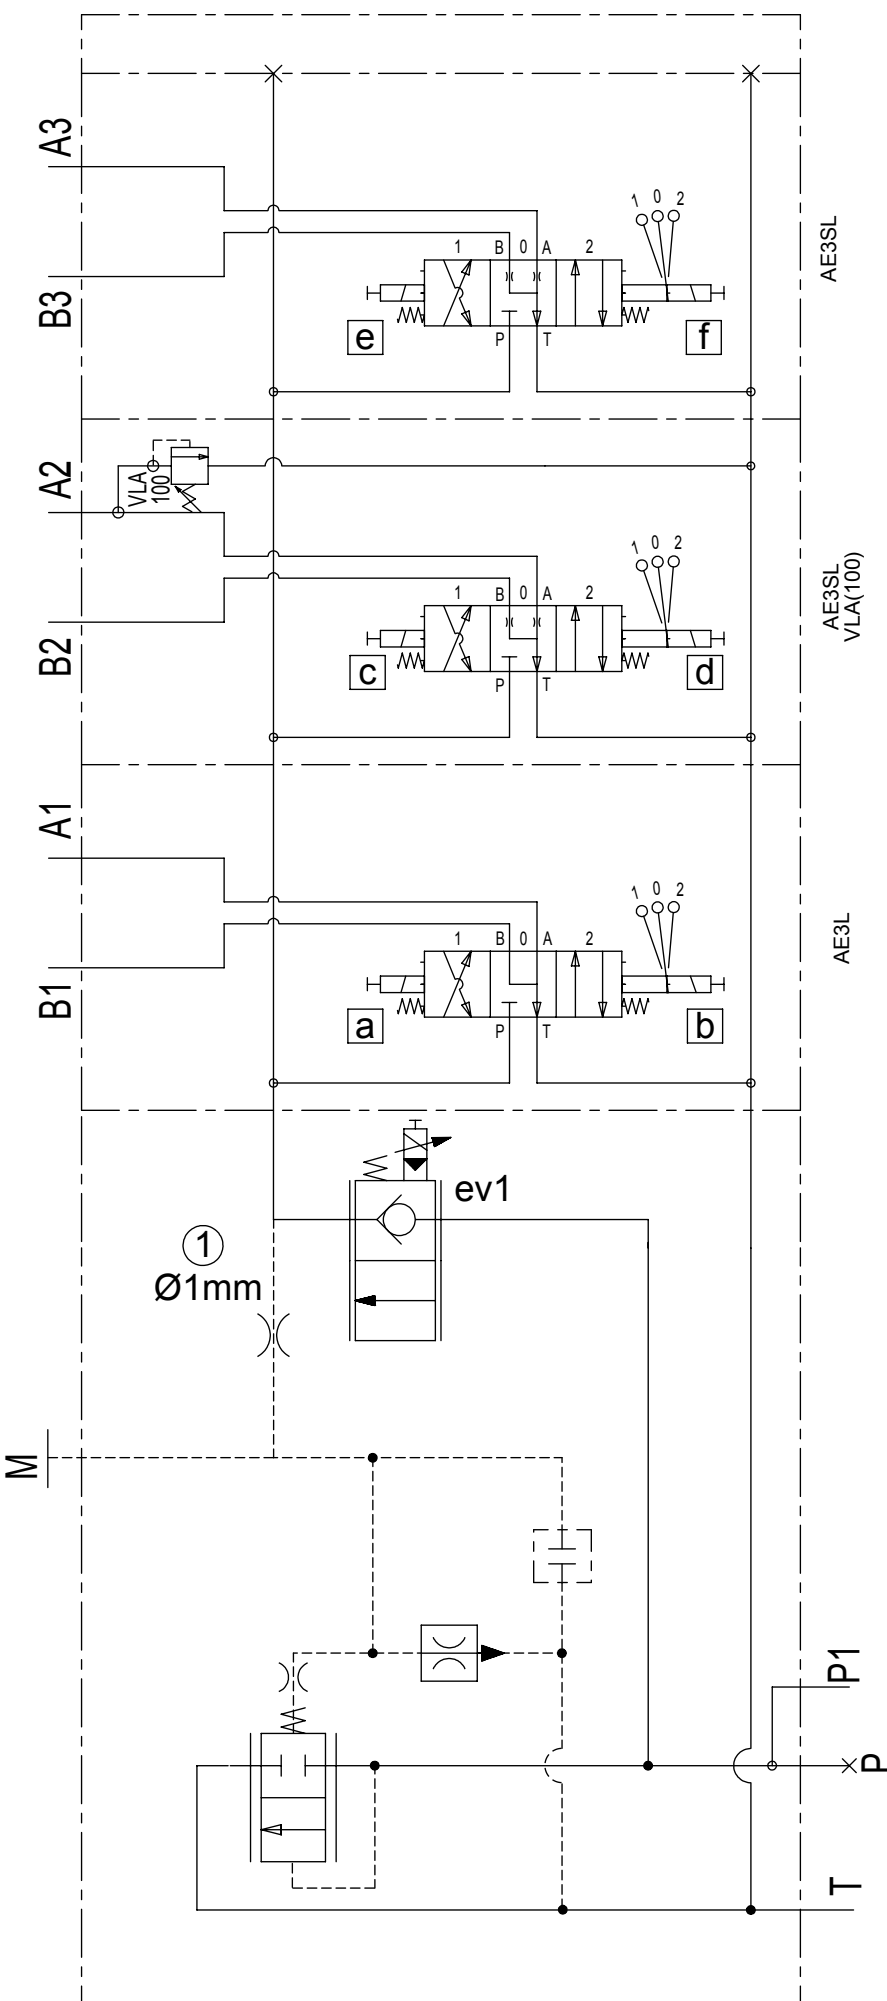 A3
1 0 2
AE3SL
1 B 0 A 2
B3
e
P T
f
A2
VLA
100
1 0 2
AE3SL
VLA(100)
1 B 0 A 2
B2
c
P T
d
A1
1 0 2
AE3L
1 B 0 A 2
B1
a
P T
b
ev1
1
Ø1mm
M
P1
P
T